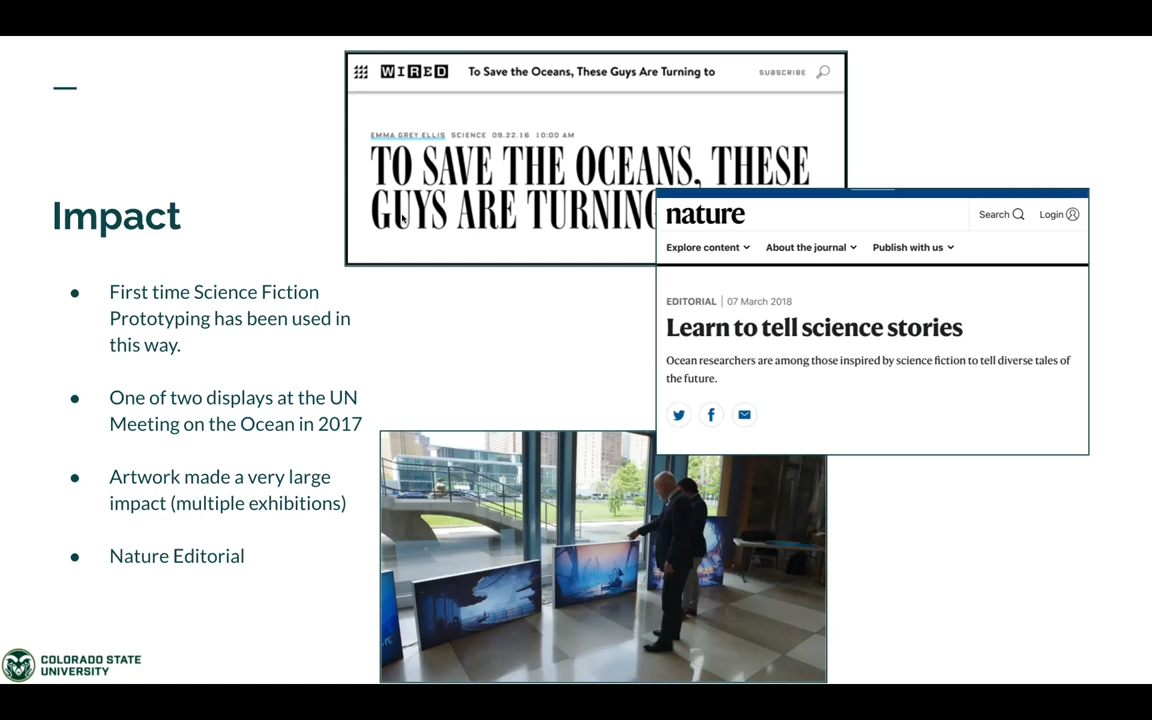 Impact
● First time Science Fiction
Prototyping has been used in
this way.
● One of two displays at the UN
Meeting on the Ocean in 2017
● Artwork made a very large
impact (multiple exhibitions)
● Nature Editorial
WIRED To Save the Oceans, These Guys Are Turning to SUBSCRIBE
EMMA GREY ELLIS SCIENCE 09.22.16 10:00 AM
TO SAVE THE OCEANS, THESE
GUYS ARE TURNING
nature Search Login
Explore content About the journal Publish with us
EDITORIAL | 07 March 2018
Learn to tell science stories
Ocean researchers are among those inspired by science fiction to tell diverse tales of
the future.
COLORADO STATE
UNIVERSITY